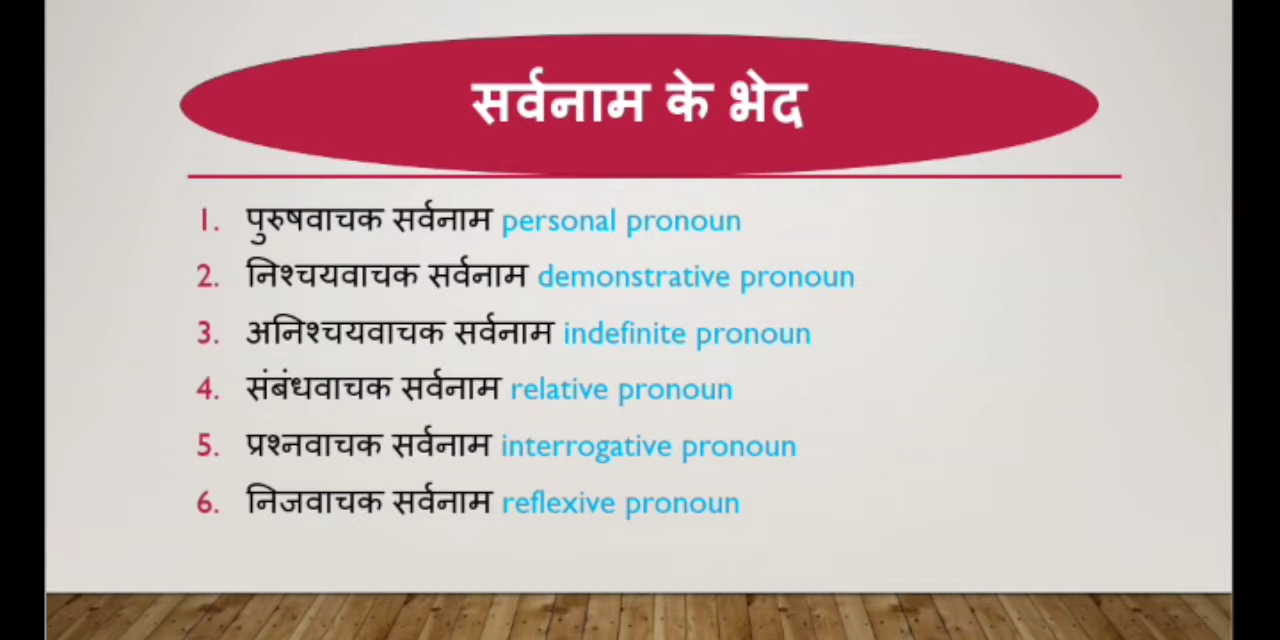 सर्वनाम के भेद
1. पुरुषवाचक सर्वनाम personal pronoun
2. निश्चयवाचक सर्वनाम demonstrative pronoun
3. अनिश्चयवाचक सर्वनाम indefinite pronoun
4. संबंधवाचक सर्वनाम relative pronoun
5. प्रश्नवाचक सर्वनाम interrogative pronoun
6. निजवाचक सर्वनाम reflexive pronoun